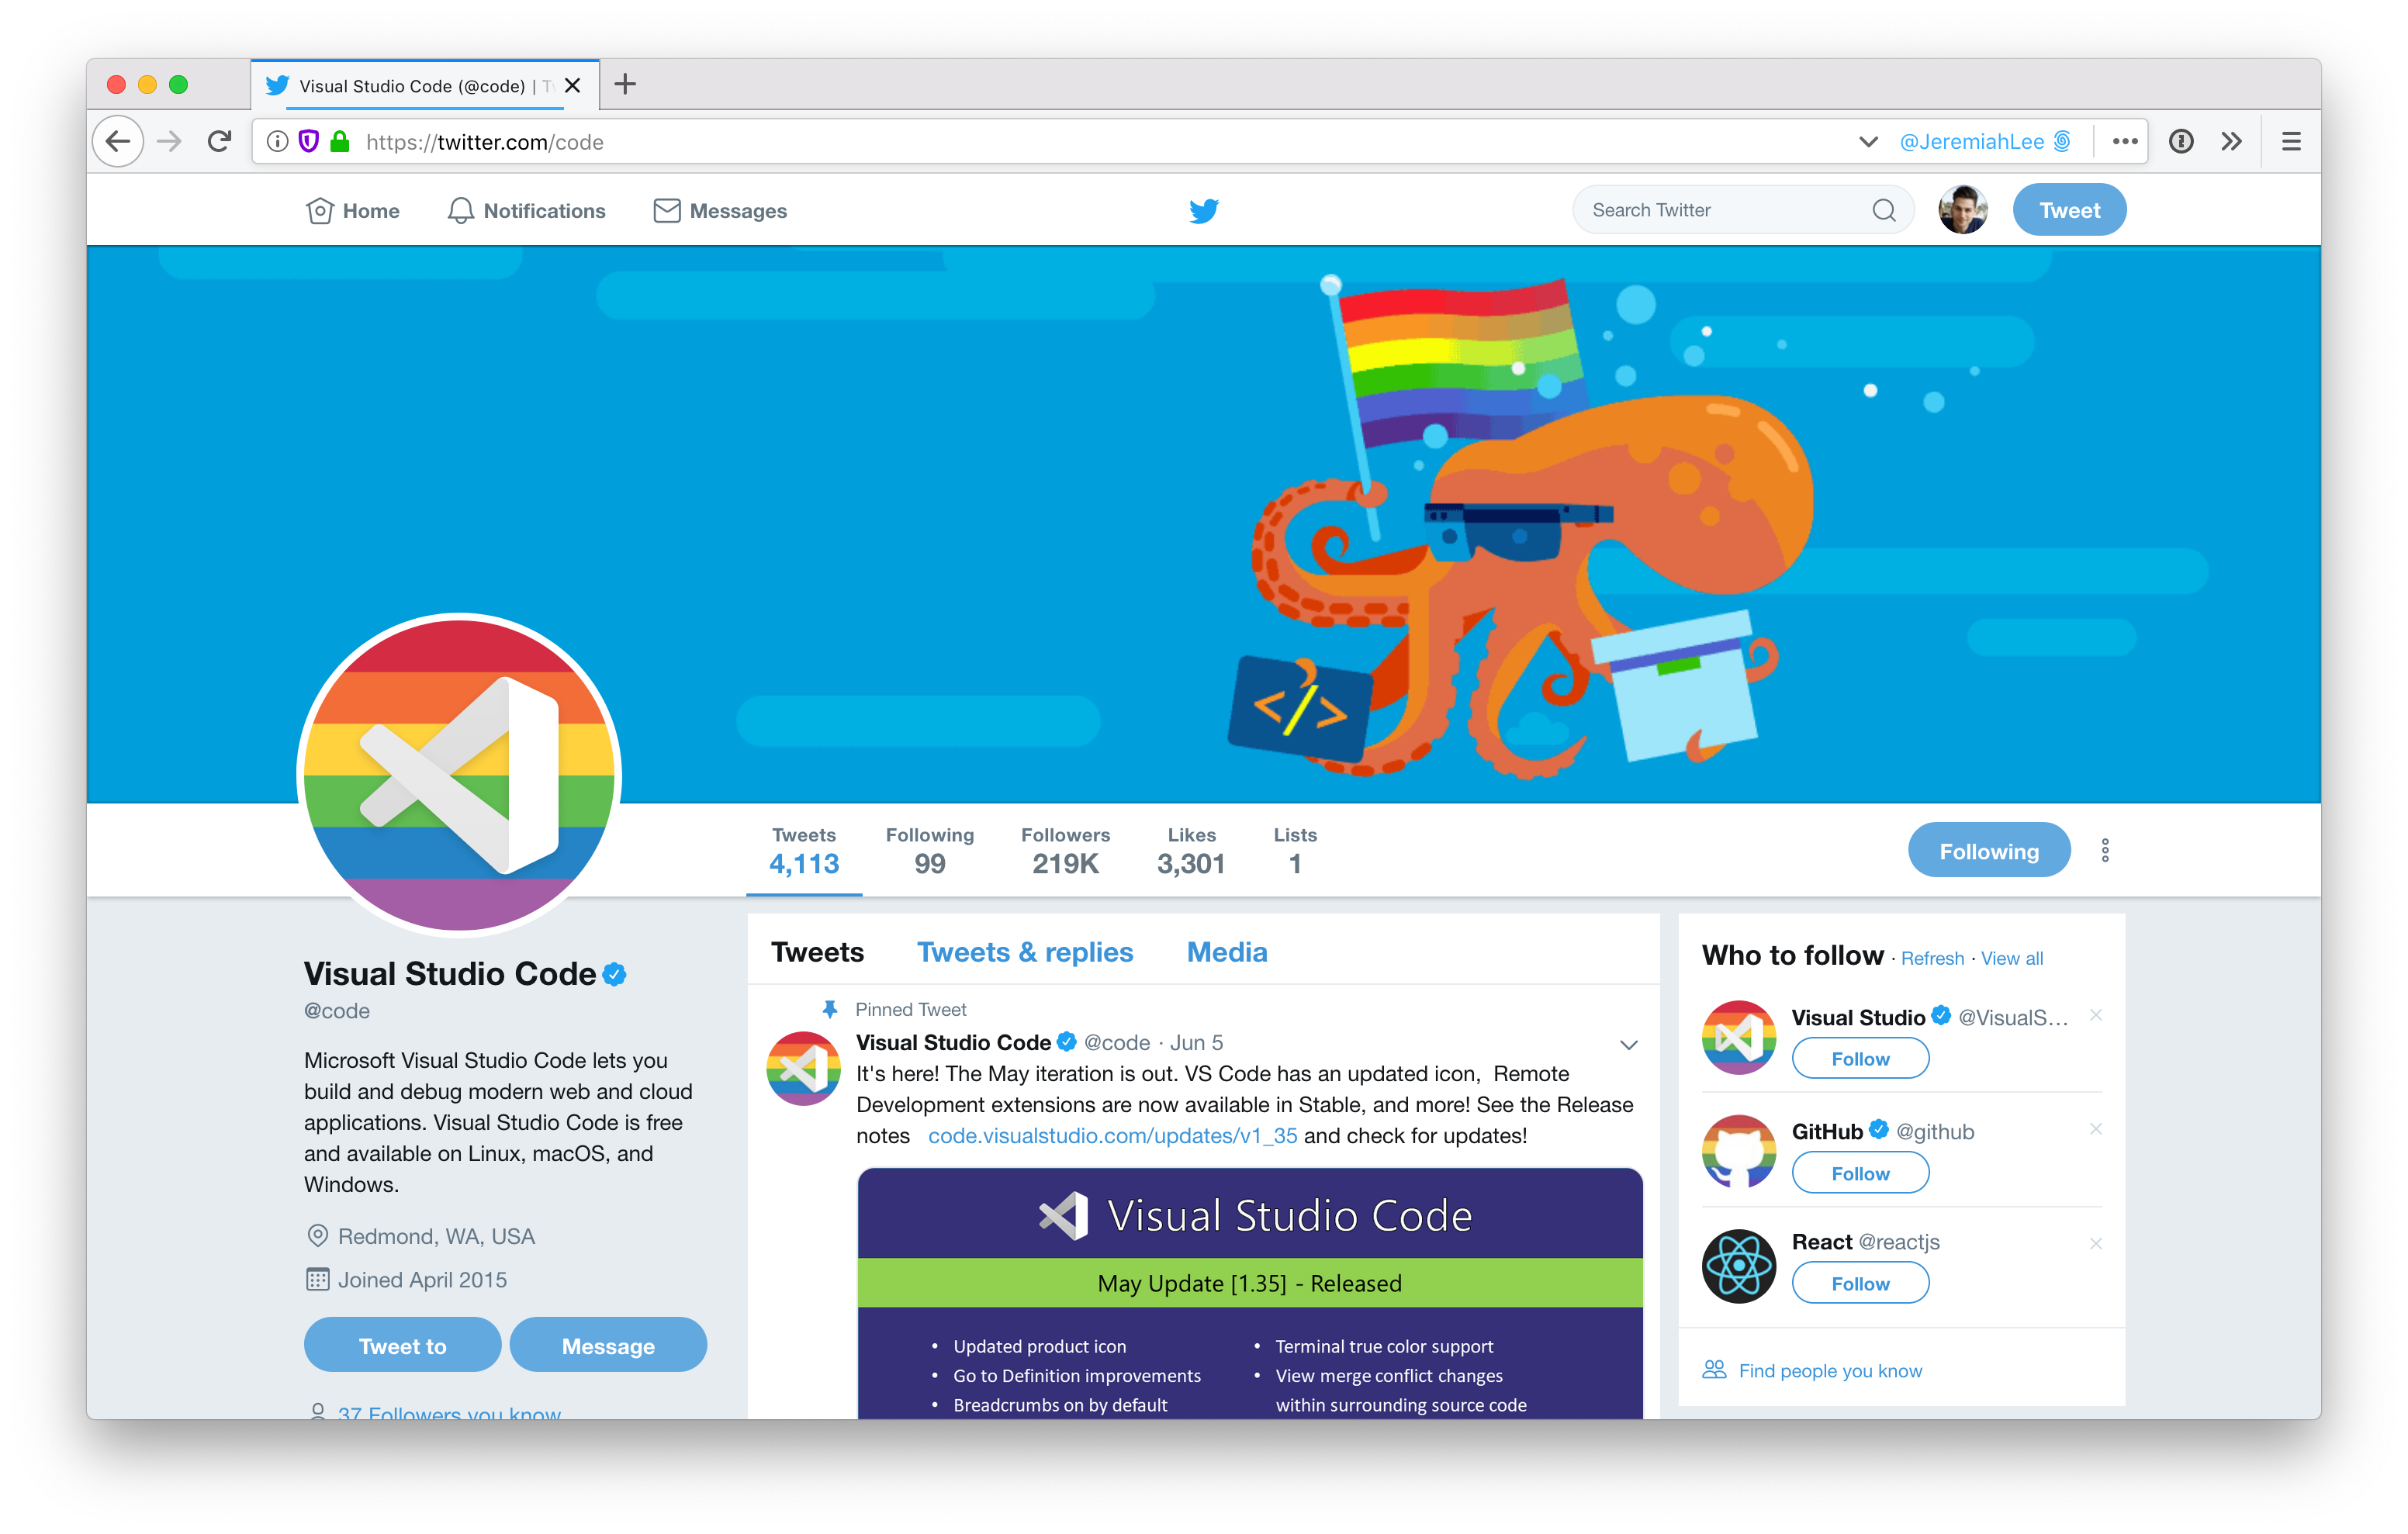 Visual Studio Code (@code) | Tw
https://twitter.com/code
@JeremiahLee
Home
Notifications
Messages
Search Twitter
Tweet
</>
Tweets
4,113
Following
99
Followers
219K
Likes
3,301
Lists
1
Following
Visual Studio Code
@code
Microsoft Visual Studio Code lets you
build and debug modern web and cloud
applications. Visual Studio Code is free
and available on Linux, macOS, and
Windows.
Redmond, WA, USA
Joined April 2015
Tweet to
Message
37 Followers you know
Tweets
Tweets & replies
Media
Pinned Tweet
Visual Studio Code @code · Jun 5
It's here! The May iteration is out. VS Code has an updated icon, Remote
Development extensions are now available in Stable, and more! See the Release
notes code.visualstudio.com/updates/v1_35 and check for updates!
Visual Studio Code
May Update [1.35] - Released
• Updated product icon
• Go to Definition improvements
• Breadcrumbs on by default
• Terminal true color support
• View merge conflict changes
within surrounding source code
Who to follow · Refresh · View all
Visual Studio @VisualS...
Follow
GitHub @github
Follow
React @reactjs
Follow
Find people you know